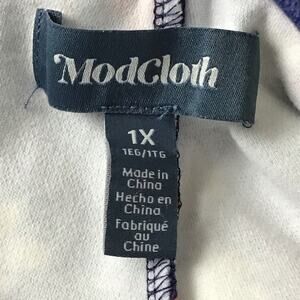 ModCloth
1X
1EG/1TG
Made in
China
Hecho en
China
Fabriqué
au
Chine